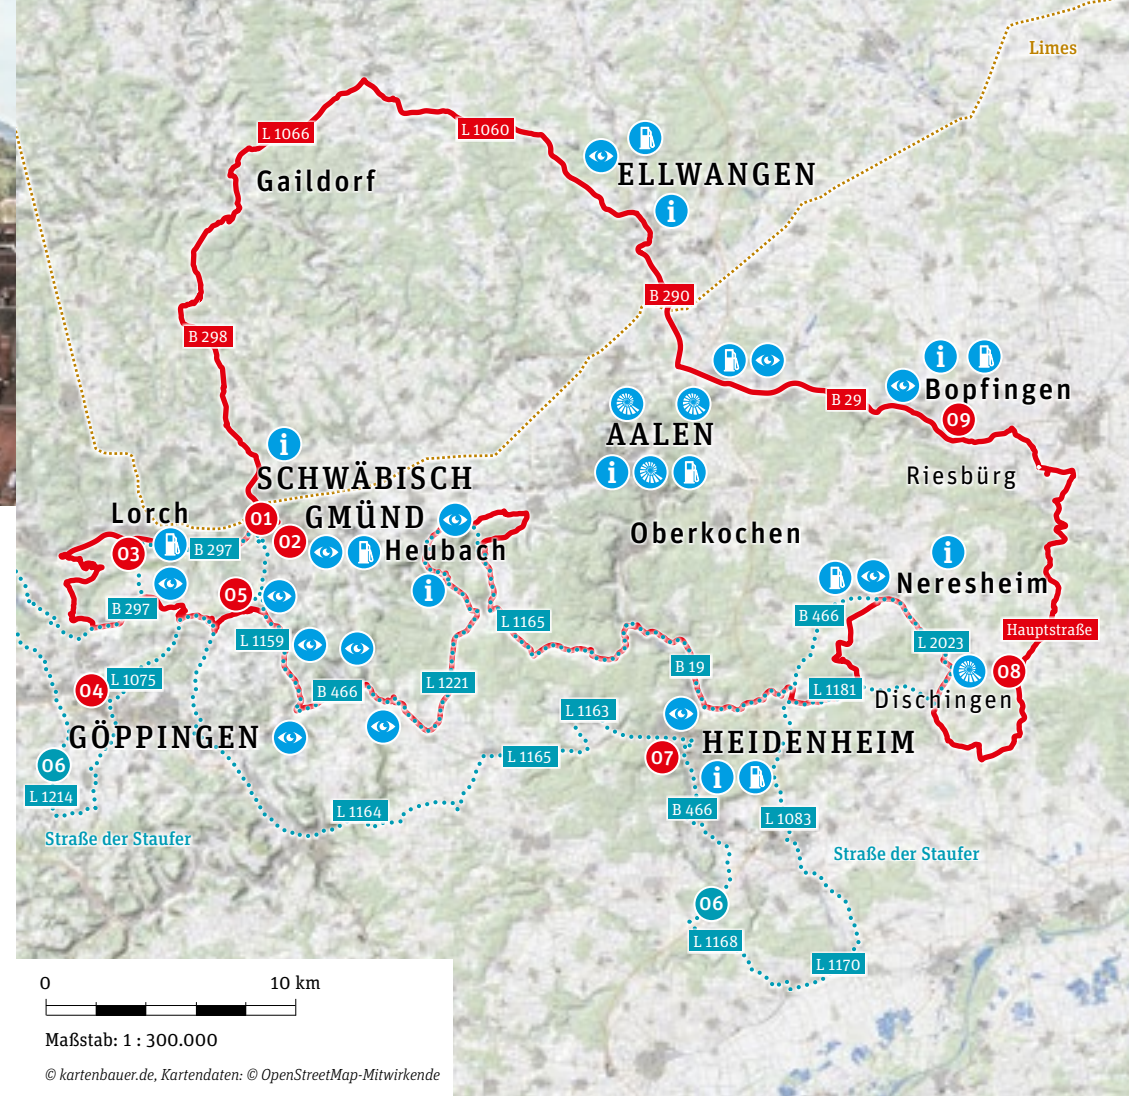 Limes
L 1066
L 1060
Gaildorf
ELLWANGEN
i
B 290
B 298
i
Bopfingen
B 29
09
AALEN
i
i
SCHWÄBISCH
GMÜND
Riesbürg
Lorch
01
02
03
B 297
Heubach
Oberkochen
i
Neresheim
i
05
B 297
B 466
L 1165
Hauptstraße
L 1159
L 2023
B 19
08
L 1075
04
B 466
L 1221
L 1181
Dischingen
L 1163
GÖPPINGEN
HEIDENHEIM
07
L 1165
06
i
L 1214
L 1164
B 466
L 1083
Straße der Staufer
Straße der Staufer
06
L 1168
L 1170
0 10 km
Maßstab: 1 : 300.000
© kartenbauer.de, Kartendaten: © OpenStreetMap-Mitwirkende